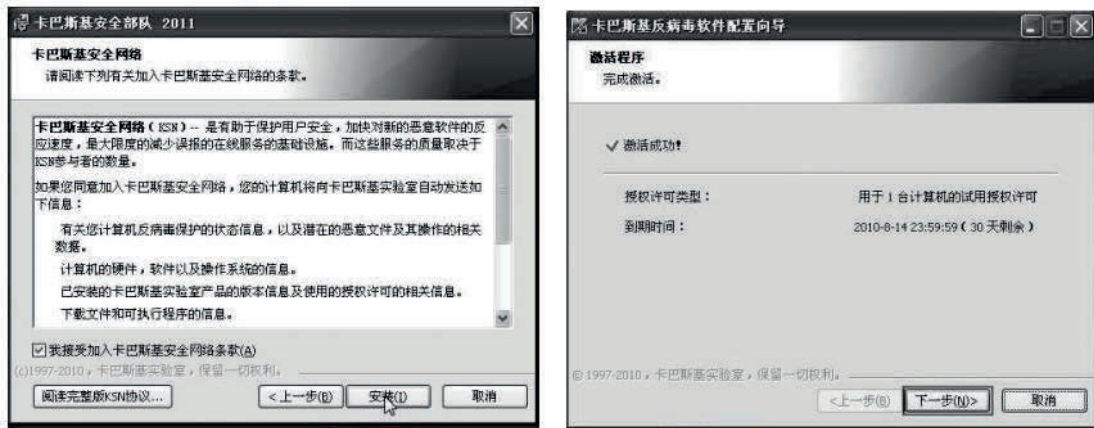 卡巴斯基安全部队 2011
卡巴斯基安全网络
请阅读下列有关加入卡巴斯基安全网络的条款。
卡巴斯基安全网络(KSN)-- 是有助于保护用户安全,加快对新的恶意软件的反
应速度,最大限度的减少误报的在线服务的基础设施。而这些服务的质量取决于
KSN参与者的数量。
如果您同意加入卡巴斯基安全网络,您的计算机将向卡巴斯基实验室自动发送如
下信息:
有关您计算机反病毒保护的状态信息,以及潜在的恶意文件及其操作的相关
数据。
计算机的硬件,软件以及操作系统的信息。
已安装的卡巴斯基实验室产品的版本信息及使用的授权许可的相关信息。
下载文件和可执行程序的信息。
我接受加入卡巴斯基安全网络条款(A)
(c)1997-2010,卡巴斯基实验室,保留一切权利。
阅读完整版KSN协议... <上一步(B) 安装(I) 取消
卡巴斯基反病毒软件配置向导
激活程序
完成激活。
激活成功!
授权许可类型: 用于 1 台计算机的试用授权许可
到期时间: 2010-8-14 23:59:59(30 天剩余)
© 1997-2010,卡巴斯基实验室,保留一切权利。
<上一步(B) 下一步(N)> 取消